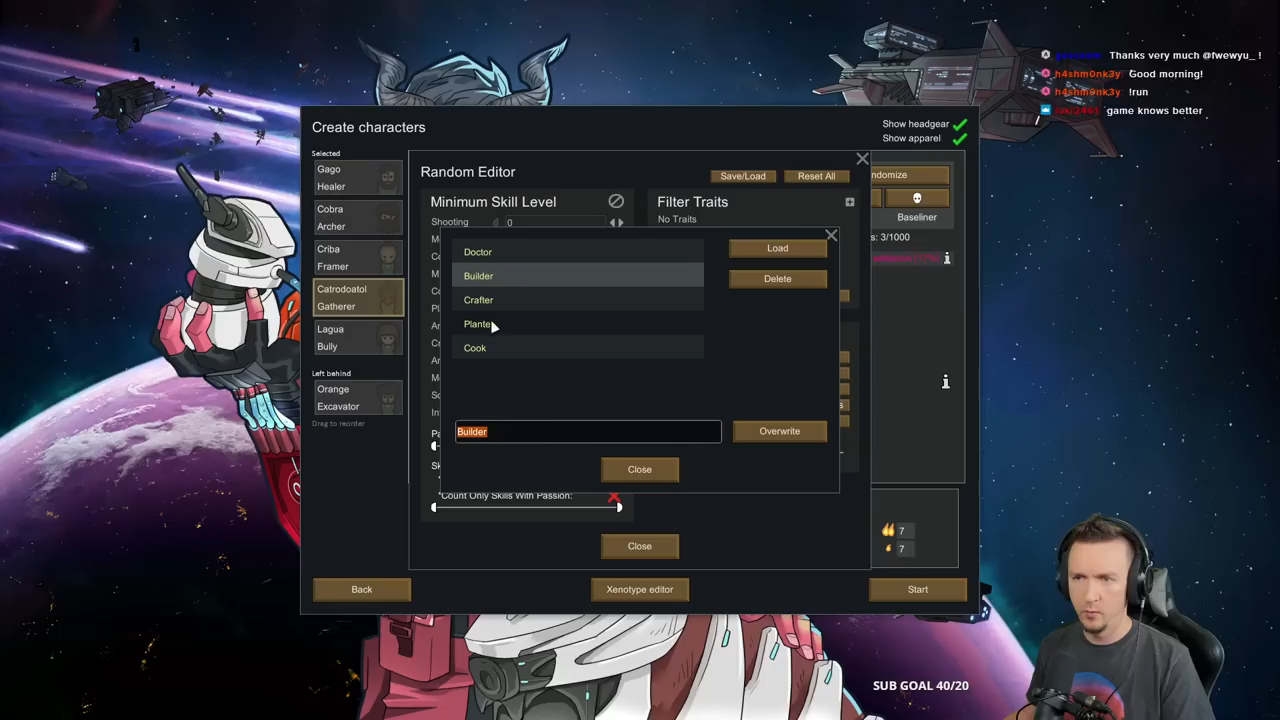 Thanks very much @fwewyu_ !
h4shm0nk3y: Good morning!
h4shm0nk3y: !run
game knows better
Create characters
Show headgear
Show apparel
Selected
Gago
Healer
Cobra
Archer
Criba
Framer
Catrodoatol
Gatherer
Lagua
Bully
Left behind
Orange
Excavator
Drag to reorder
Random Editor
Save/Load
Reset All
Minimum Skill Level
Filter Traits
Shooting
0
No Traits
Baseliner
3/1000
Doctor
Builder
Crafter
Cook
Load
Delete
Builder
Overwrite
Close
Count Only Skills With Passion:
Close
7
7
Back
Xenotype editor
Start
SUB GOAL 40/20